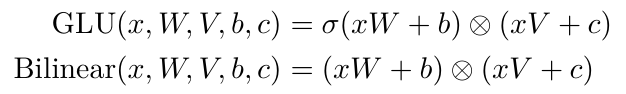 GLU(x, W, V, b, c) = σ(xW + b) ⊗ (xV + c)
Bilinear(x, W, V, b, c) = (xW + b) ⊗ (xV + c)